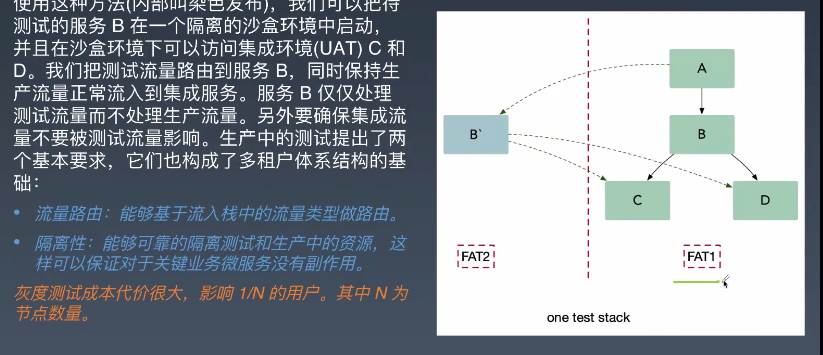 使用这种方法(内部叫染色发布)，我们可以把待
测试的服务 B 在一个隔离的沙盒环境中启动，
并且在沙盒环境下可以访问集成环境(UAT) C 和
D。我们把测试流量路由到服务 B，同时保持生
产流量正常流入到集成服务。服务 B 仅仅处理
测试流量而不处理生产流量。另外要确保集成流
量不要被测试流量影响。生产中的测试提出了两
个基本要求，它们也构成了多租户体系结构的基
础：
• 流量路由：能够基于流入栈中的流量类型做路由。
• 隔离性：能够可靠的隔离测试和生产中的资源，这
样可以保证对于关键业务微服务没有副作用。
灰度测试成本代价很大，影响 1/N 的用户。其中 N 为
节点数量。
A
B`
B
C
D
FAT2
FAT1
one test stack